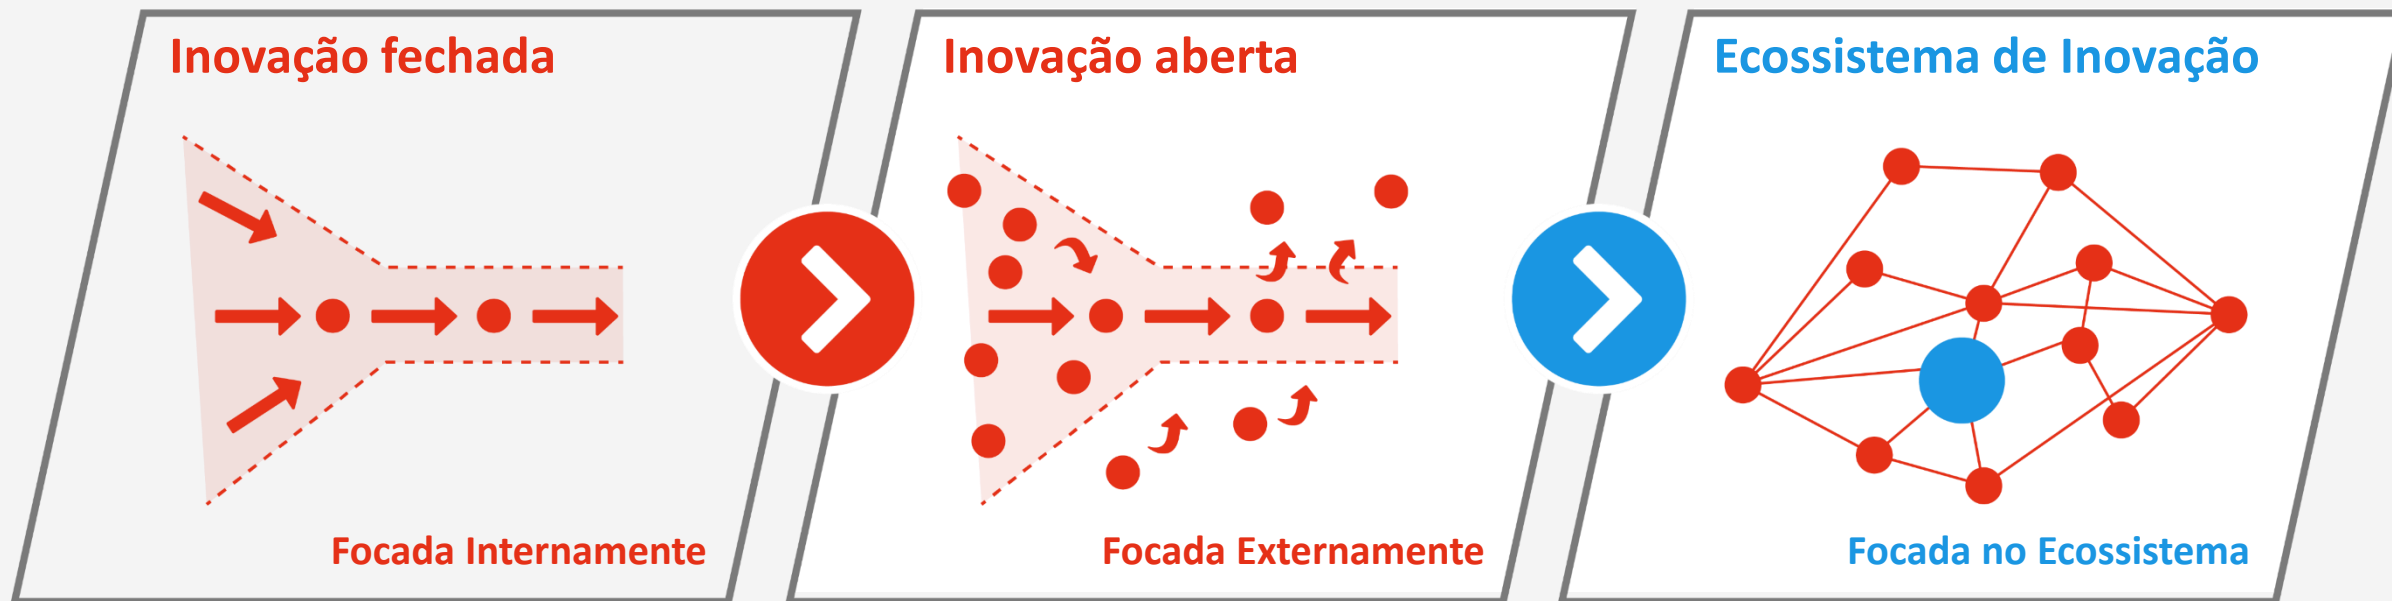 Inovação fechada
Inovação aberta
Ecossistema de Inovação
Focada Internamente
Focada Externamente
Focada no Ecossistema